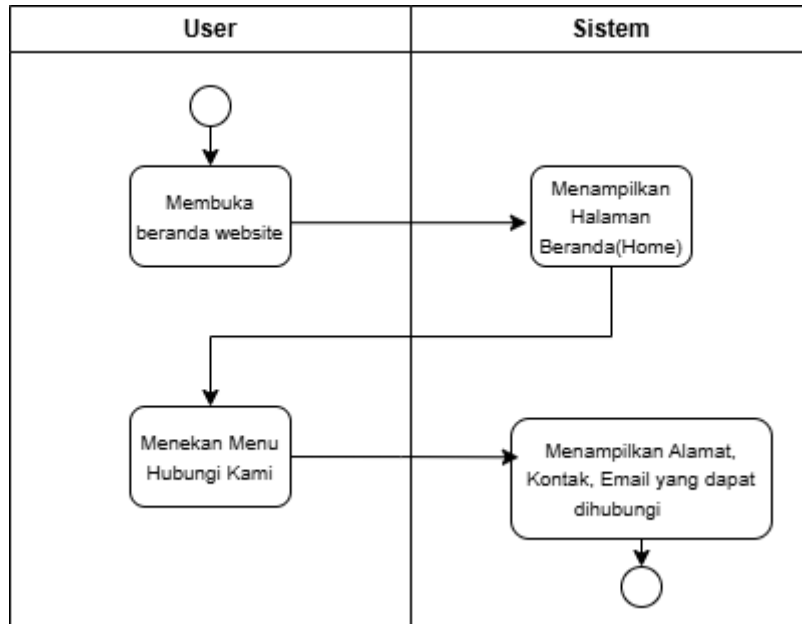 User
Sistem
Membuka
beranda website
Menampilkan
Halaman
Beranda(Home)
Menekan Menu
Hubungi Kami
Menampilkan Alamat,
Kontak, Email yang dapat
dihubungi